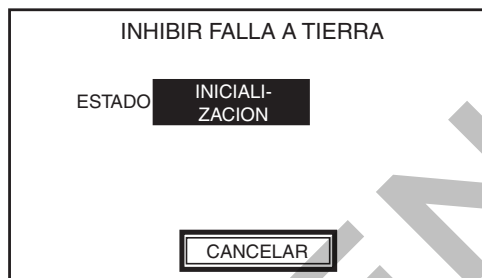 INHIBIR FALLA A TIERRA
ESTADO
INICIALI-
ZACION
CANCELAR